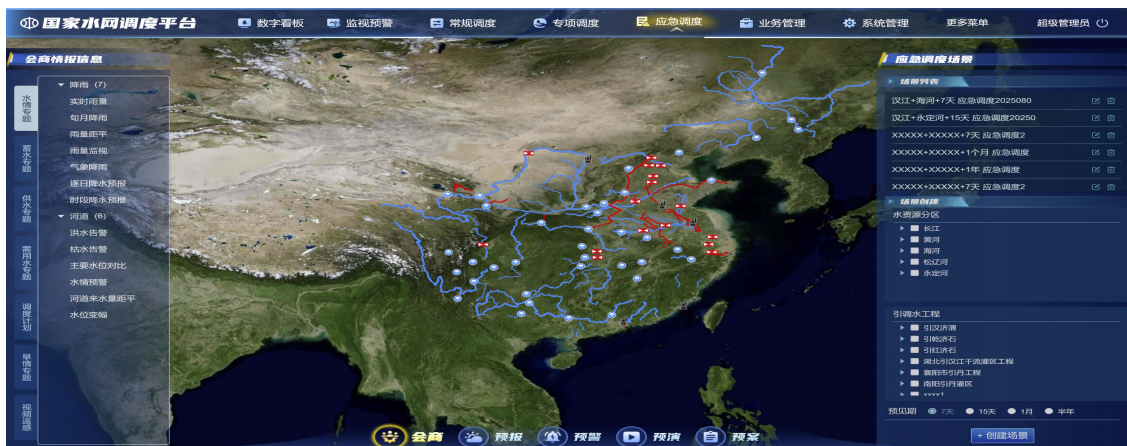 国家水网调度平台
数字看板
监视预警
常规调度
专项调度
应急调度
业务管理
系统管理
更多菜单
超级管理员
会商情报信息
水情专题
蓄水专题
供水专题
需用水专题
调度计划
旱情专题
视频遥感
降雨 (7)
实时雨量
旬月降雨
雨量距平
雨量监视
气象降雨
逐日降水预报
时段降水预报
河道 (6)
洪水告警
枯水告警
主要水位对比
水情预警
河道来水量距平
水位变幅
应急调度场景
场景列表
汉江+海河+7天 应急调度2025080
汉江+永定河+15天 应急调度20250
XXXXX+XXXXX+7天 应急调度2
XXXXX+XXXXX+1个月 应急调度
XXXXX+XXXXX+1年 应急调度
XXXXX+XXXXX+7天 应急调度2
场景创建
水资源分区
长江
黄河
海河
松辽河
永定河
引调水工程
引汉济渭
引乾济石
引红济石
湖北引汉江干流灌区工程
襄阳市引丹工程
南阳引丹灌区
xxxx1
预见期 7天 15天 1月 半年
+ 创建场景
会商
预报
预警
预演
预案